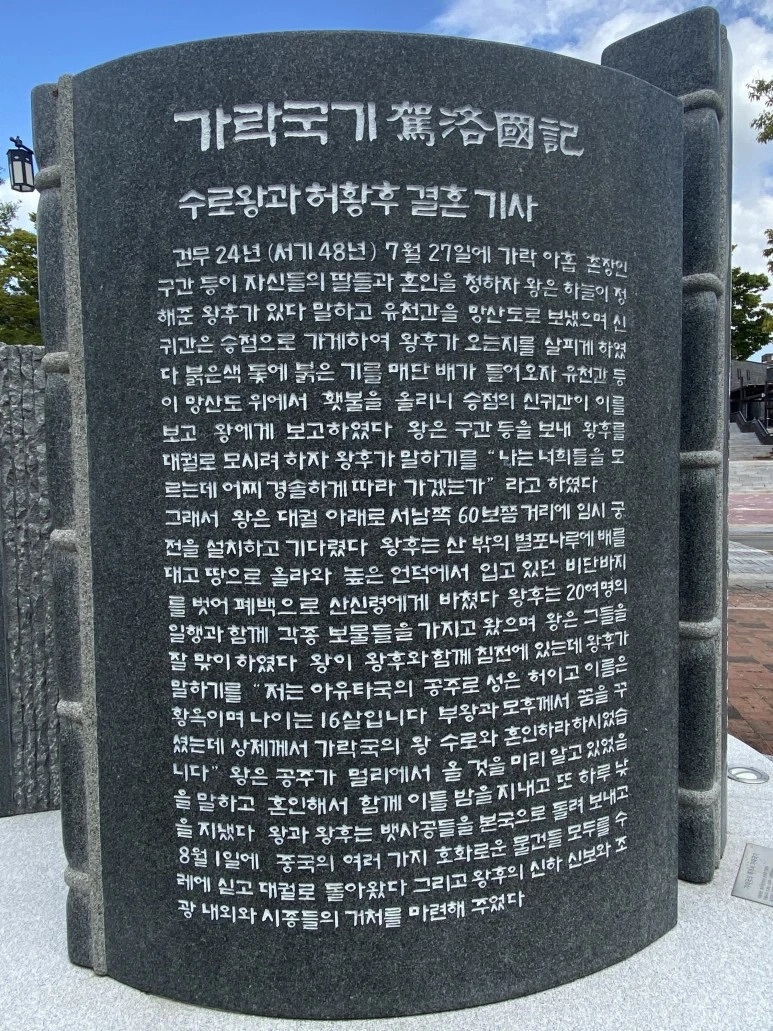 가락국기 駕洛國記
수로왕과 허황후 결혼 기사
건무 24년 (서기 48년) 7월 27일에 가락 아홉 촌장인
구간 등이 자신들의 딸들과 혼인을 청하자 왕은 하늘이 정
해준 왕후가 있다 말하고 유천간을 망산도로 보냈으며 신
귀간은 승점으로 가게하여 왕후가 오는지를 살피게 하였
다 붉은색 돛에 붉은 기를 매단 배가 들어오자 유천간 등
이 망산도 위에서 횃불을 올리니 승점의 신귀간이 이를
보고 왕에게 보고하였다 왕은 구간 등을 보내 왕후를
대궐로 모시려 하자 왕후가 말하기를 “나는 너희들을 모
르는데 어찌 경솔하게 따라 가겠는가” 라고 하였다
그래서 왕은 대궐 아래로 서남쪽 60보쯤 거리에 임시 궁
전을 설치하고 기다렸다 왕후는 산 밖의 별포나루에 배를
대고 땅으로 올라와 높은 언덕에서 입고 있던 비단바지
를 벗어 폐백으로 산신령에게 바쳤다 왕후는 20여명의
일행과 함께 각종 보물들을 가지고 왔으며 왕은 그들을
잘 맞이 하였다 왕이 왕후와 함께 침전에 있는데 왕후가
말하기를 “저는 아유타국의 공주로 성은 허이고 이름은
황옥이며 나이는 16살입니다 부왕과 모후께서 꿈을 꾸
셨는데 상제께서 가락국의 왕 수로와 혼인하라 하시었습
니다” 왕은 공주가 멀리에서 올 것을 미리 알고 있었음
을 말하고 혼인해서 함께 이틀 밤을 지내고 또 하루 낮
을 지냈다 왕과 왕후는 뱃사공들을 본국으로 돌려 보내고
8월 1일에 중국의 여러 가지 호화로운 물건들 모두를 수
레에 싣고 대궐로 돌아왔다 그리고 왕후의 신하 신보와 조
광 내외와 시종들의 거처를 마련해 주었다